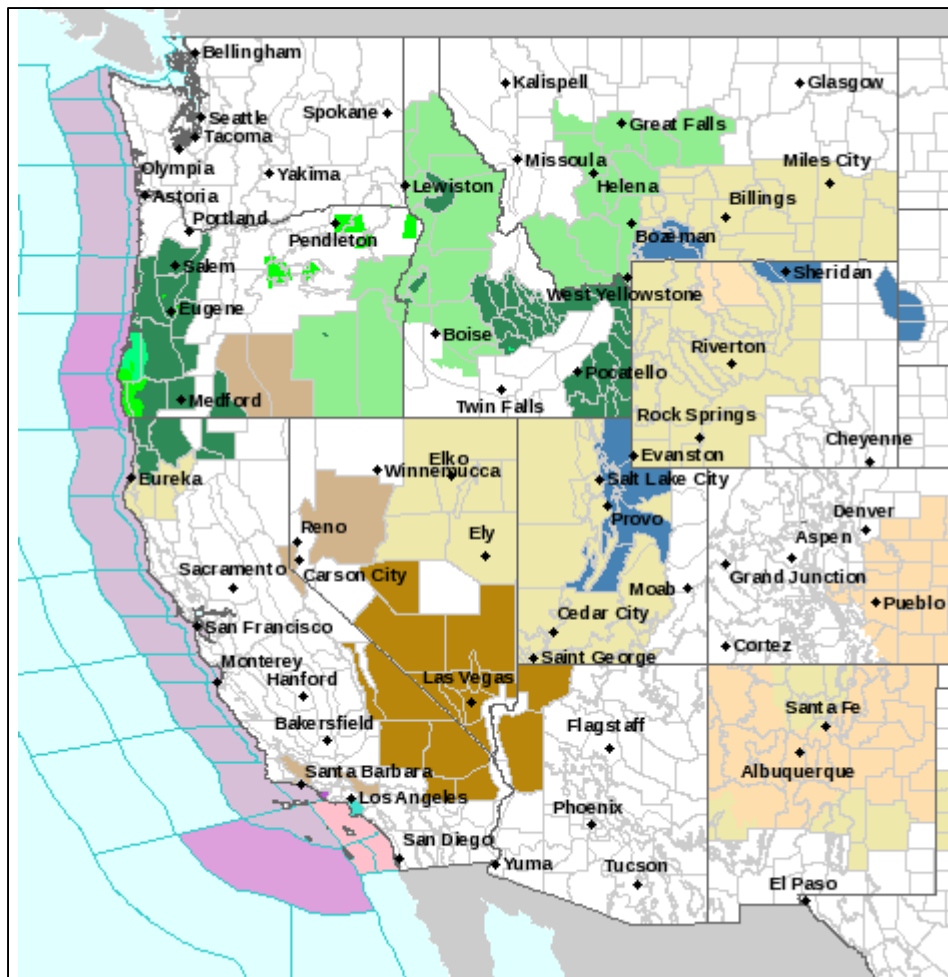 Bellingham
Kalispell
Glasgow
Seattle
Spokane
Great Falls
Tacoma
Olympia
Missoula
Miles City
Yakima
Lewiston
Helena
Astoria
Billings
Portland
Pendleton
Bozeman
Salem
Sheridan
West Yellowstone
Eugene
Boise
Riverton
Pocatello
Medford
Twin Falls
Rock Springs
Cheyenne
Elko
Evanston
Eureka
Winnemucca
Salt Lake City
Provo
Denver
Reno
Ely
Aspen
Carson City
Grand Junction
Sacramento
Moab
Pueblo
Cedar City
San Francisco
Cortez
Saint George
Monterey
Hanford
Las Vegas
Santa Fe
Bakersfield
Flagstaff
Albuquerque
Santa Barbara
Los Angeles
Phoenix
San Diego
Yuma
Tucson
El Paso